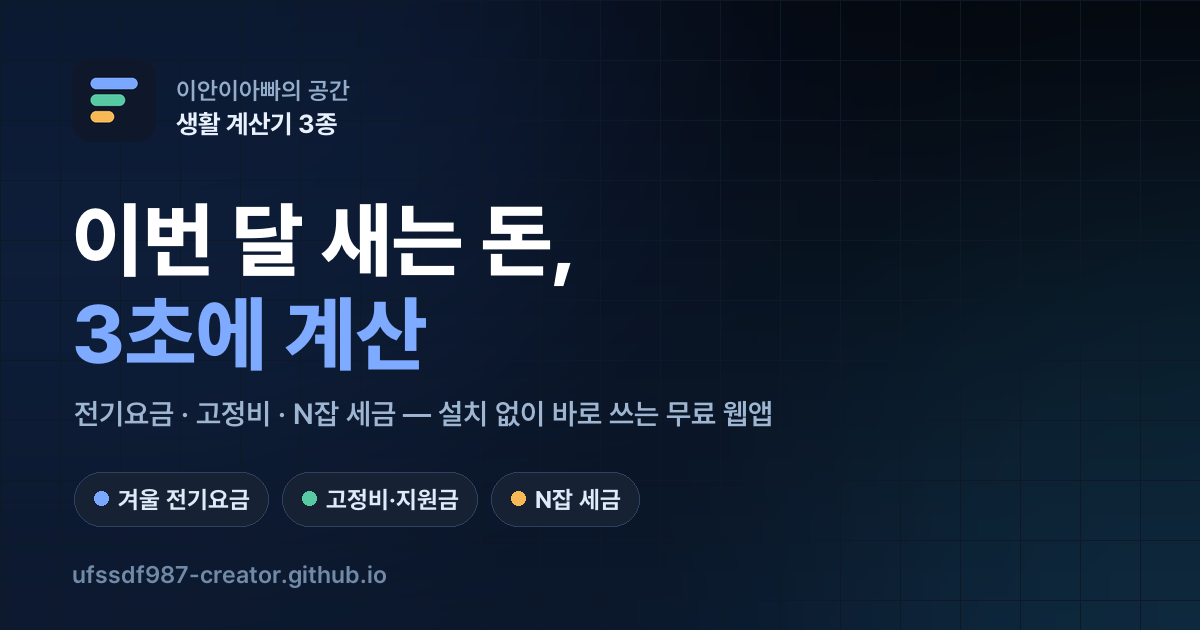 이안이아빠의 공간
생활 계산기 3종
이번 달 새는 돈,
3초에 계산
전기요금 · 고정비 · N잡 세금 — 설치 없이 바로 쓰는 무료 웹앱
겨울 전기요금
고정비·지원금
N잡 세금
ufssdf987-creator.github.io